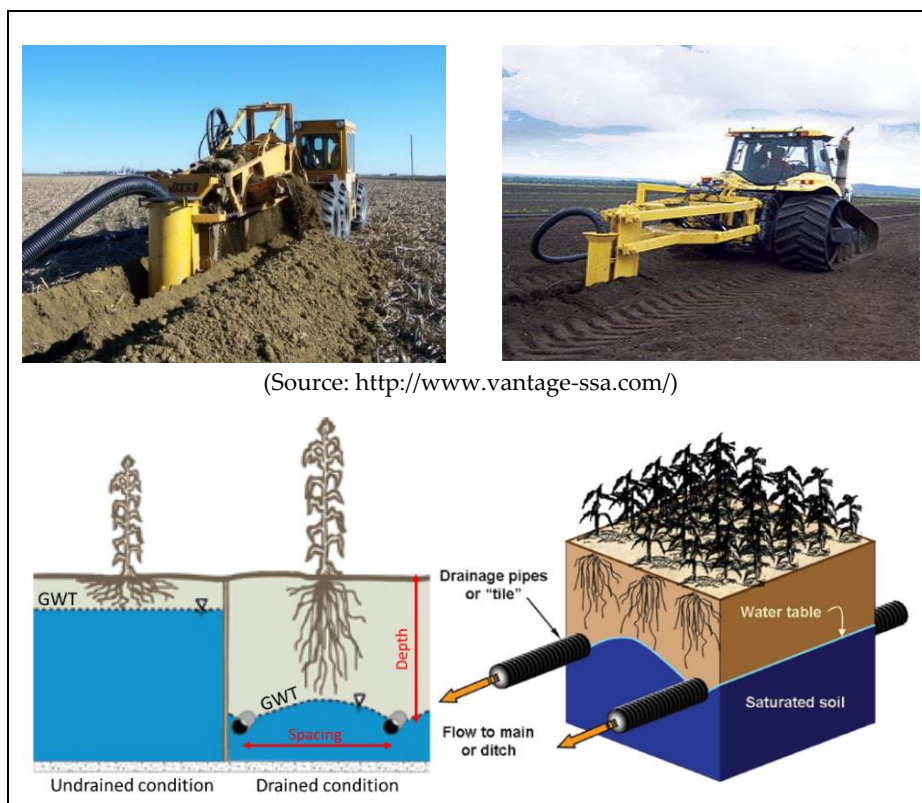 (Source: http://www.vantage-ssa.com/)
GWT
GWT
Depth
Spacing
Undrained condition
Drained condition
Drainage pipes
or "tile"
Water table
Saturated soil
Flow to main
or ditch